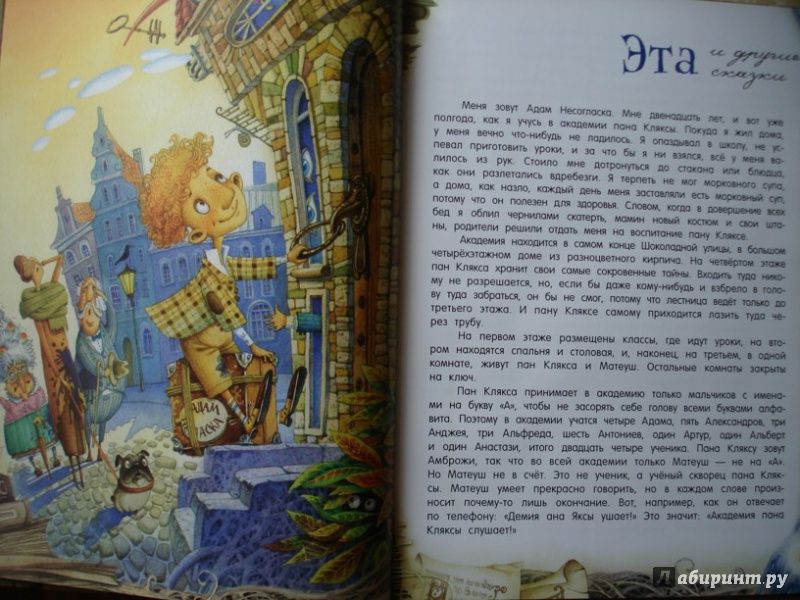 Эта и другие
сказки
Меня зовут Адам Несогласка. Мне двенадцать лет, и вот уже
полгода, как я учусь в академии пана Кляксы. Покуда я жил дома,
у меня вечно что-нибудь не ладилось. Я опаздывал в школу, не ус-
певал приготовить уроки, и за что бы я ни взялся, всё у меня ва-
лилось из рук. Стоило мне дотронуться до стакана или блюдца,
как они разлетались вдребезги. Я терпеть не мог морковного супа,
а дома, как назло, каждый день меня заставляли есть морковный суп,
потому что он полезен для здоровья. Словом, когда в довершение всех
бед я облил чернилами скатерть, мамин новый костюм и свои шта-
ны, родители решили отдать меня на воспитание пану Кляксе.
Академия находится в самом конце Шоколадной улицы, в большом
четырёхэтажном доме из разноцветного кирпича. На четвёртом этаже
пан Клякса хранит свои самые сокровенные тайны. Входить туда нико-
му не разрешается, но, если бы даже кому-нибудь и взбрело в голо-
ву туда забраться, он бы не смог, потому что лестница ведёт только до
третьего этажа. И пану Кляксе самому приходится лазить туда че-
рез трубу.
На первом этаже размещены классы, где идут уроки, на вто-
ром находятся спальня и столовая, и, наконец, на третьем, в одной
комнате, живут пан Клякса и Матеуш. Остальные комнаты закрыты
на ключ.
Пан Клякса принимает в академию только мальчиков с имена-
ми на букву «А», чтобы не засорять себе голову всеми буквами алфа-
вита. Поэтому в академии учатся четыре Адама, пять Александров, три
Анджея, три Альфреда, шесть Антониев, один Артур, один Альберт
и один Анастази, итого двадцать четыре ученика. Пана Кляксу зовут
Амброжи, так что во всей академии только Матеуш — не на «А».
Но Матеуш не в счёт. Это не ученик, а учёный скворец пана Кляк-
сы. Матеуш умеет прекрасно говорить, но в каждом слове произ-
носит почему-то лишь окончание. Вот, например, как он отвечает
по телефону: «Демия ана Яксы ушает!» Это значит: «Академия пана
Кляксы слушает!»
АДАМ
ЛАСКА
Лабиринт.ру